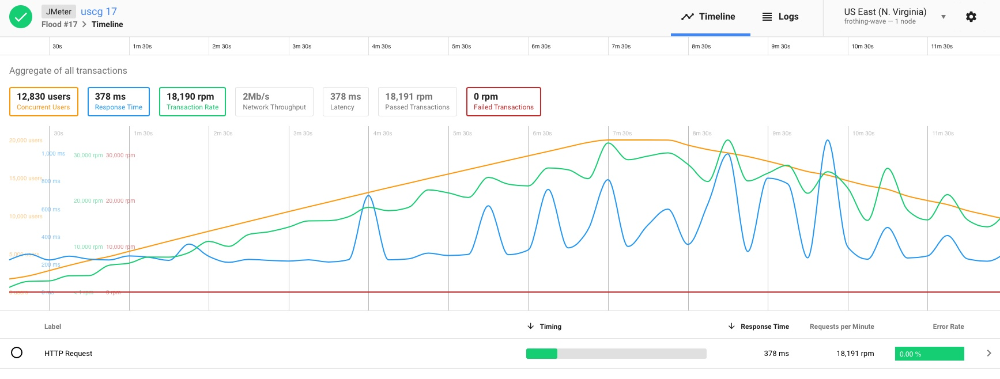 JMeter uscg 17
Flood #17 > Timeline
Timeline
Logs
US East (N. Virginia)
frothing-wave — 1 node
30s 1m 30s 2m 30s 3m 30s 4m 30s 5m 30s 6m 30s 7m 30s 8m 30s 9m 30s 10m 30s 11m 30s
Aggregate of all transactions
12,830 users 378 ms 18,190 rpm 2Mb/s 378 ms 18,191 rpm 0 rpm
Concurrent Users Response Time Transaction Rate Network Throughput Latency Passed Transactions Failed Transactions
30s 1m 30s 2m 30s 3m 30s 4m 30s 5m 30s 6m 30s 7m 30s 8m 30s 9m 30s 10m 30s 11m 30s
20,000 users
1,000 ms 30,000 rpm 30,000 rpm
15,000 users 800 ms
20,000 rpm 20,000 rpm
600 ms
10,000 users
400 ms
10,000 rpm 10,000 rpm
5,000 users
200 ms
0 users 0 ms < 1 rpm 0 rpm
Label Timing Response Time Requests per Minute Error Rate
HTTP Request 378 ms 18,191 rpm 0.00 %